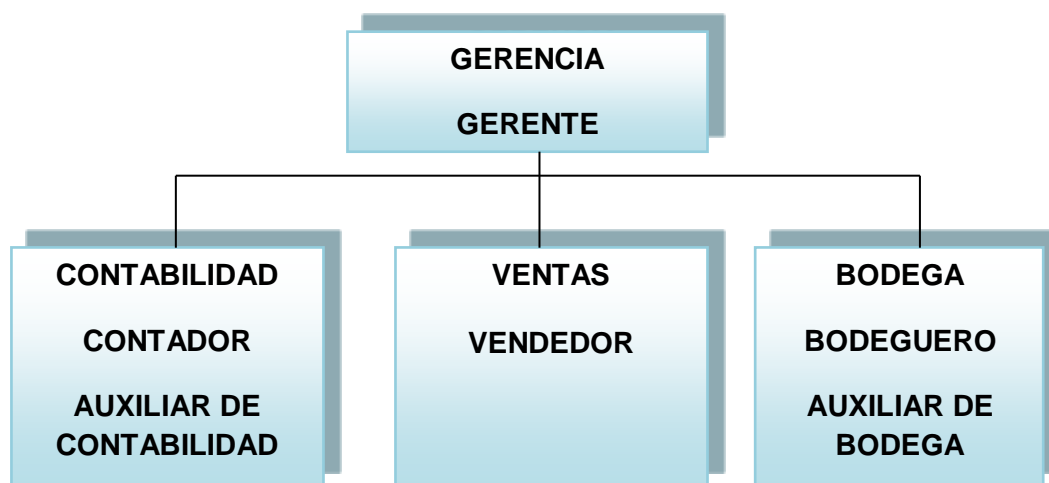 GERENCIA
GERENTE
CONTABILIDAD
CONTADOR
AUXILIAR DE
CONTABILIDAD
VENTAS
VENDEDOR
BODEGA
BODEGUERO
AUXILIAR DE
BODEGA